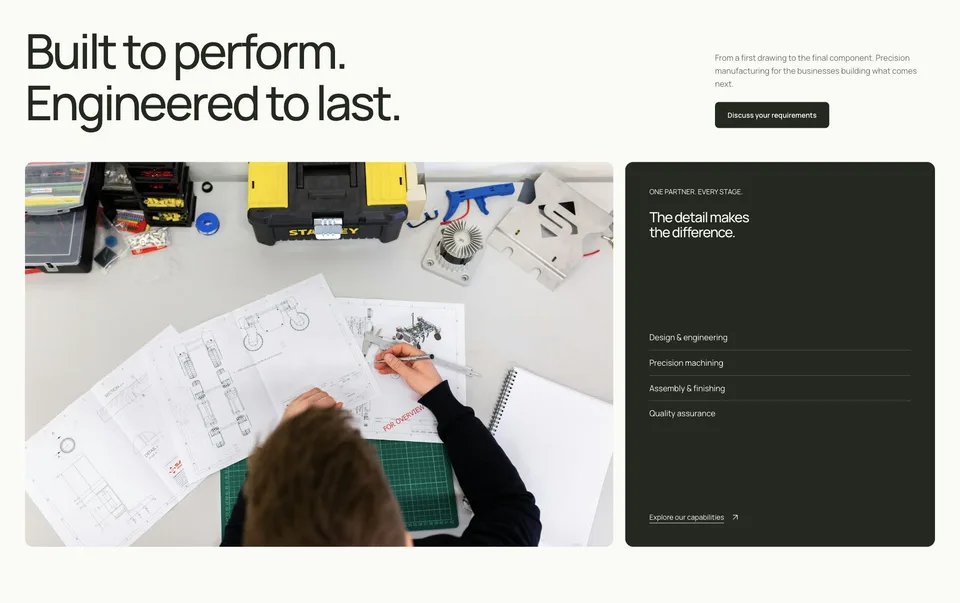 Built to perform.
Engineered to last.
From a first drawing to the final component. Precision
manufacturing for the businesses building what comes
next.
Discuss your requirements
STANLEY
FOR OVERVIEW
ONE PARTNER. EVERY STAGE.
The detail makes
the difference.
Design & engineering
Precision machining
Assembly & finishing
Quality assurance
Explore our capabilities